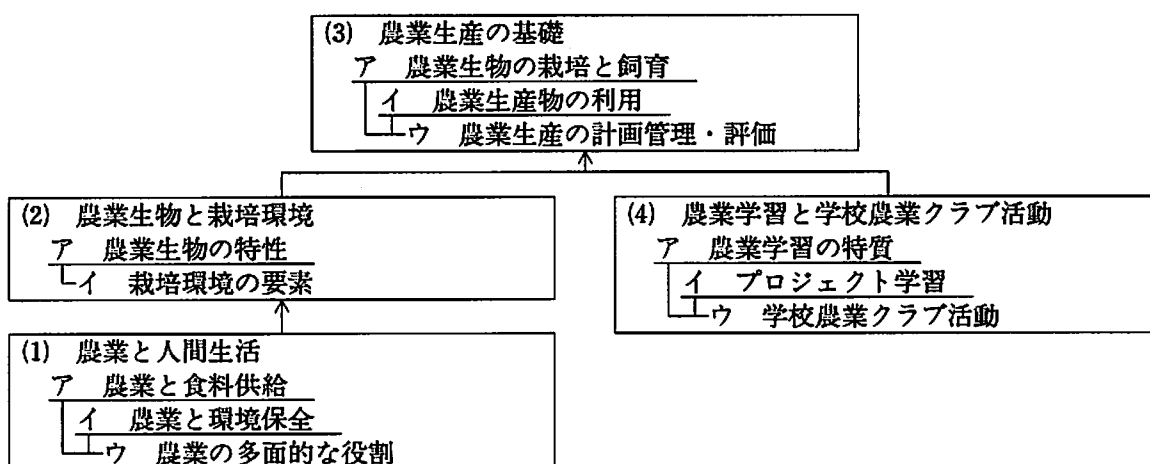 (3) 農業生産の基礎
ア 農業生物の栽培と飼育
イ 農業生産物の利用
ウ 農業生産の計画管理・評価
(2) 農業生物と栽培環境
ア 農業生物の特性
イ 栽培環境の要素
(4) 農業学習と学校農業クラブ活動
ア 農業学習の特質
イ プロジェクト学習
ウ 学校農業クラブ活動
(1) 農業と人間生活
ア 農業と食料供給
イ 農業と環境保全
ウ 農業の多面的な役割